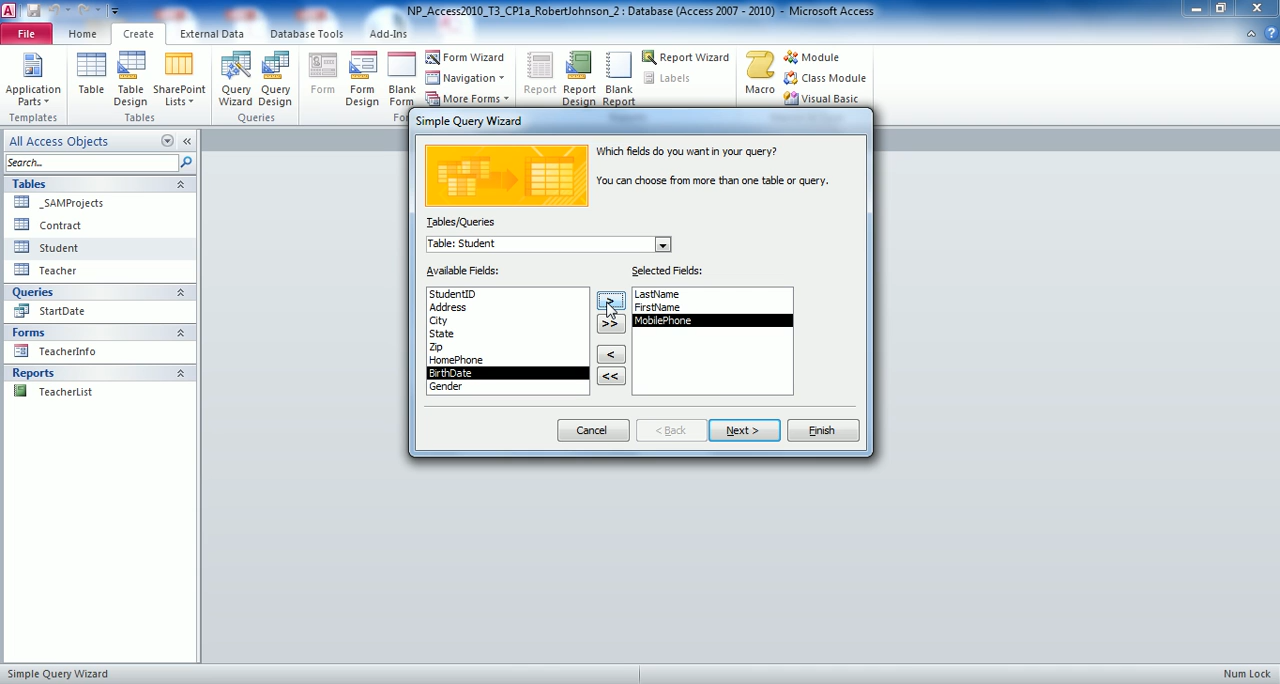 NP_Access2010_T3_CP1a_RobertJohnson_2 : Database (Access 2007 - 2010) - Microsoft Access
File Home Create External Data Database Tools Add-Ins
Application Parts
Table
Table Design
SharePoint Lists
Query Wizard
Query Design
Form
Form Design
Blank Form
Form Wizard
Navigation
More Forms
Report
Report Design
Blank Report
Report Wizard
Labels
Macro
Module
Class Module
Visual Basic
Templates Tables Queries
All Access Objects
Search...
Tables
_SAMProjects
Contract
Student
Teacher
Queries
StartDate
Forms
TeacherInfo
Reports
TeacherList
Simple Query Wizard
Which fields do you want in your query?
You can choose from more than one table or query.
Tables/Queries
Table: Student
Available Fields: Selected Fields:
StudentID
Address
City
State
Zip
HomePhone
BirthDate
Gender
>
>>
<
<<
LastName
FirstName
MobilePhone
Cancel < Back Next > Finish
Simple Query Wizard Num Lock